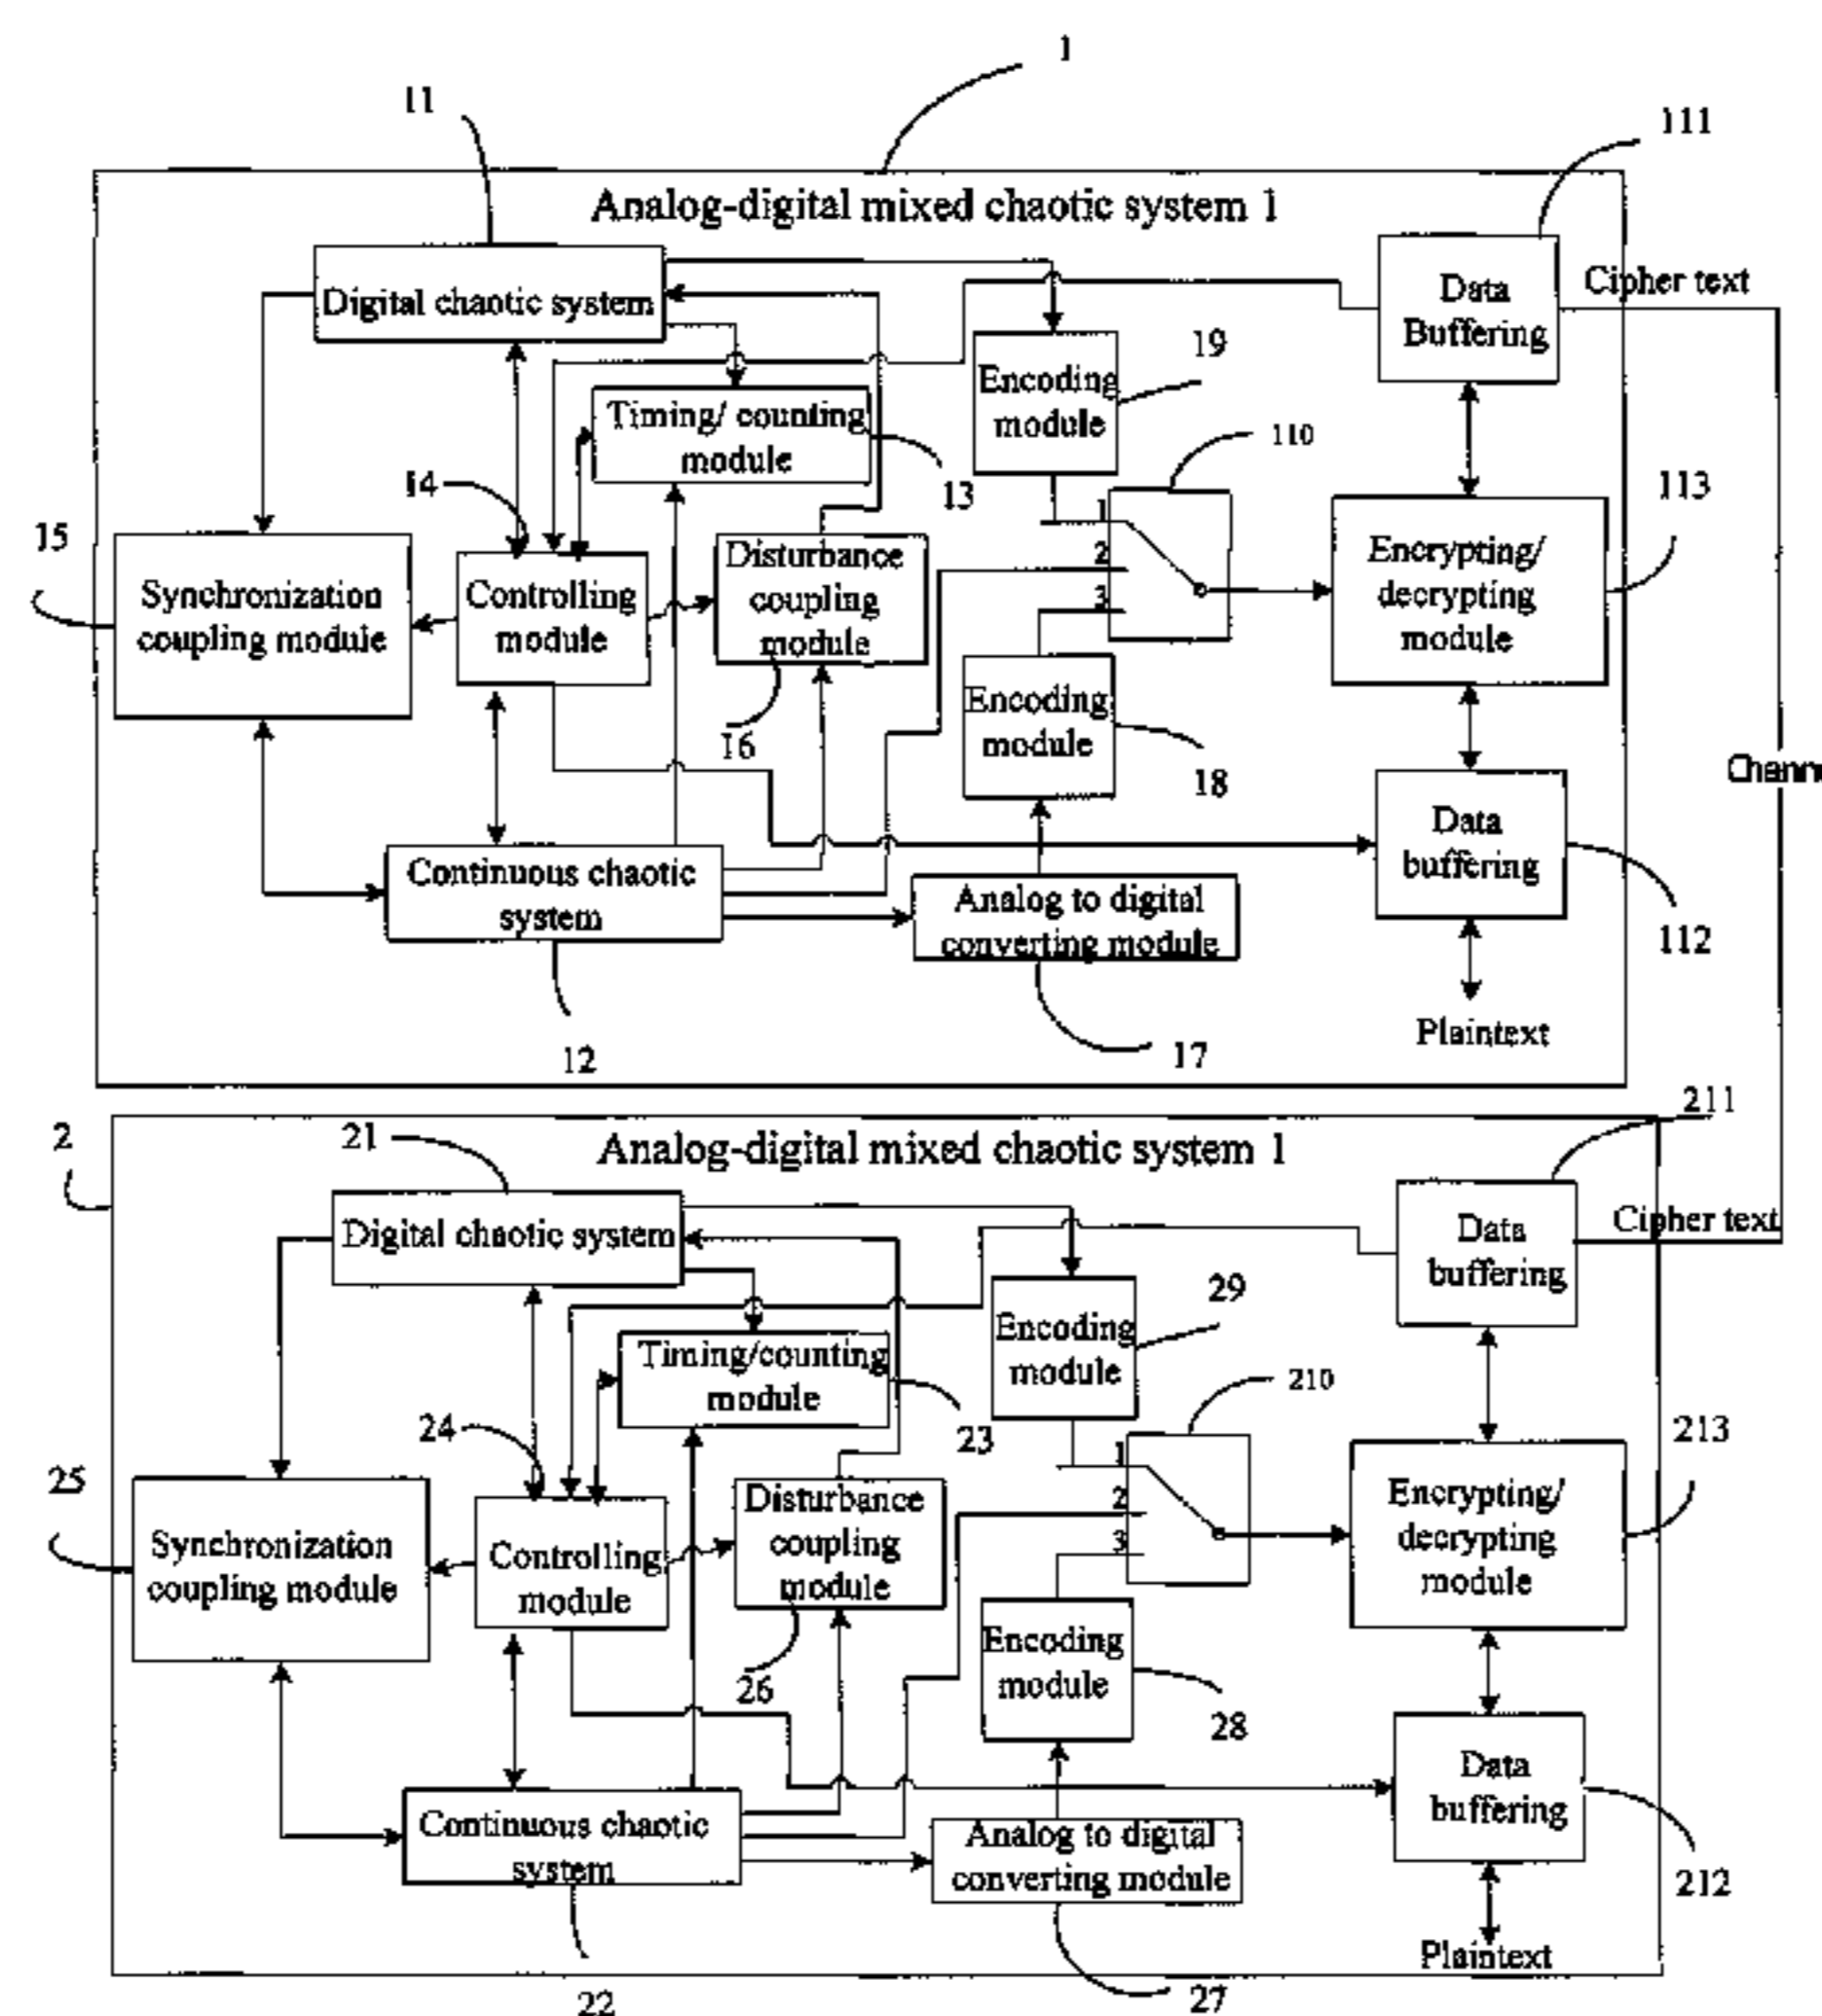 1
11
111
Analog-digital mixed chaotic system 1
Digital chaotic system
Data
Buffering
Cipher text
19
Encoding
module
Timing/ counting
module
110
14
13
113
15
1
2
3
Synchronization
coupling module
Controlling
module
Disturbance
coupling
module
Encrypting/
decrypting
module
16
Encoding
module
18
Data
buffering
Continuous chaotic
system
Analog to digital
converting module
112
Plaintext
12
17
211
2
21
Analog-digital mixed chaotic system 1
Digital chaotic system
Data
buffering
Cipher text
29
Encoding
module
Timing/counting
module
210
24
23
213
25
1
2
3
Synchronization
coupling module
Controlling
module
Disturbance
coupling
module
Encrypting/
decrypting
module
26
Encoding
module
28
Data
buffering
Continuous chaotic
system
Analog to digital
converting module
212
Plaintext
22
27